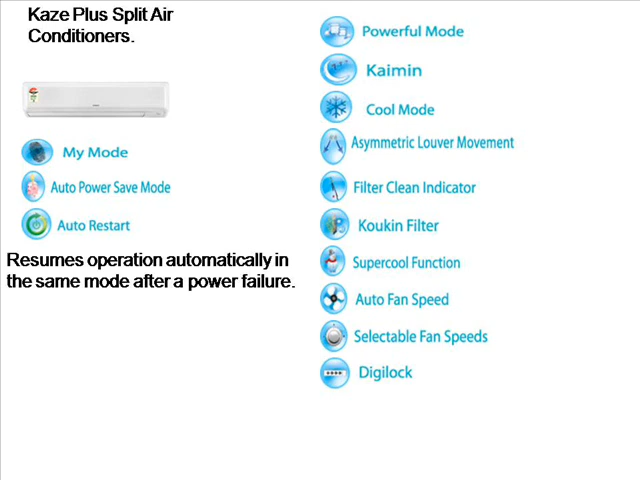 Kaze Plus Split Air
Conditioners.
My Mode
Auto Power Save Mode
Auto Restart
Resumes operation automatically in
the same mode after a power failure.
Powerful Mode
Kaimin
Cool Mode
Asymmetric Louver Movement
Filter Clean Indicator
Koukin Filter
Supercool Function
Auto Fan Speed
Selectable Fan Speeds
Digilock